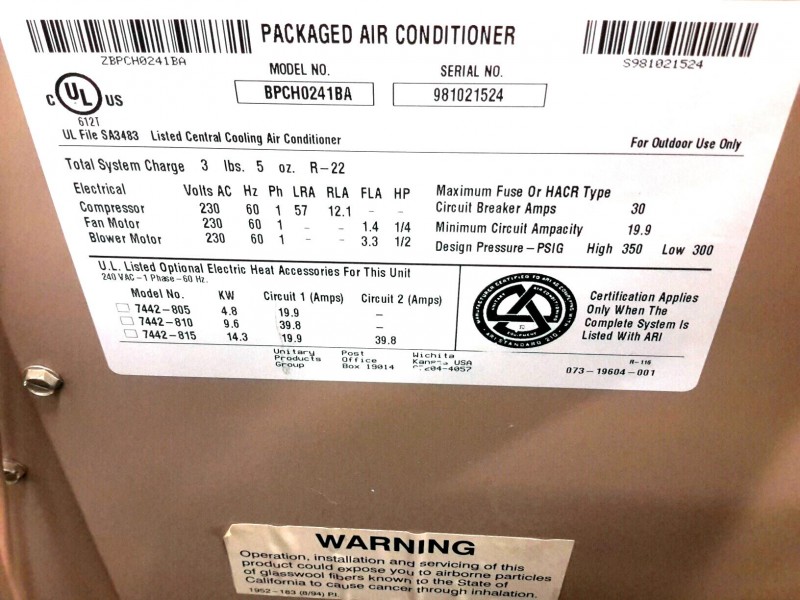 PACKAGED AIR CONDITIONER
ZBPCH0241BA
S981021524
MODEL NO.
SERIAL NO.
BPCH0241BA
981021524
C UL US
612T
UL File SA3483 Listed Central Cooling Air Conditioner
For Outdoor Use Only
Total System Charge 3 lbs. 5 oz. R-22
Electrical Volts AC Hz Ph LRA RLA FLA HP
Compressor 230 60 1 57 12.1 - -
Fan Motor 230 60 1 - - 1.4 1/4
Blower Motor 230 60 1 - - 3.3 1/2
Maximum Fuse Or HACR Type
Circuit Breaker Amps 30
Minimum Circuit Ampacity 19.9
Design Pressure-PSIG High 350 Low 300
U.L. Listed Optional Electric Heat Accessories For This Unit
240 VAC-1 Phase-60 Hz.
Model No. KW Circuit 1 (Amps) Circuit 2 (Amps)
7442-805 4.8 19.9 -
7442-810 9.6 39.8 -
7442-815 14.3 19.9 39.8
Certification Applies
Only When The
Complete System is
Listed With ARI
Unitary Products Group
Post Office Box 19014
Wichita USA
R-115
073-19604-001
WARNING
Operation, installation and servicing of this
product could expose you to airborne particles
of glasswool fibers known to the State of
California to cause cancer through inhalation.
1952-183 (8/94) P.I.